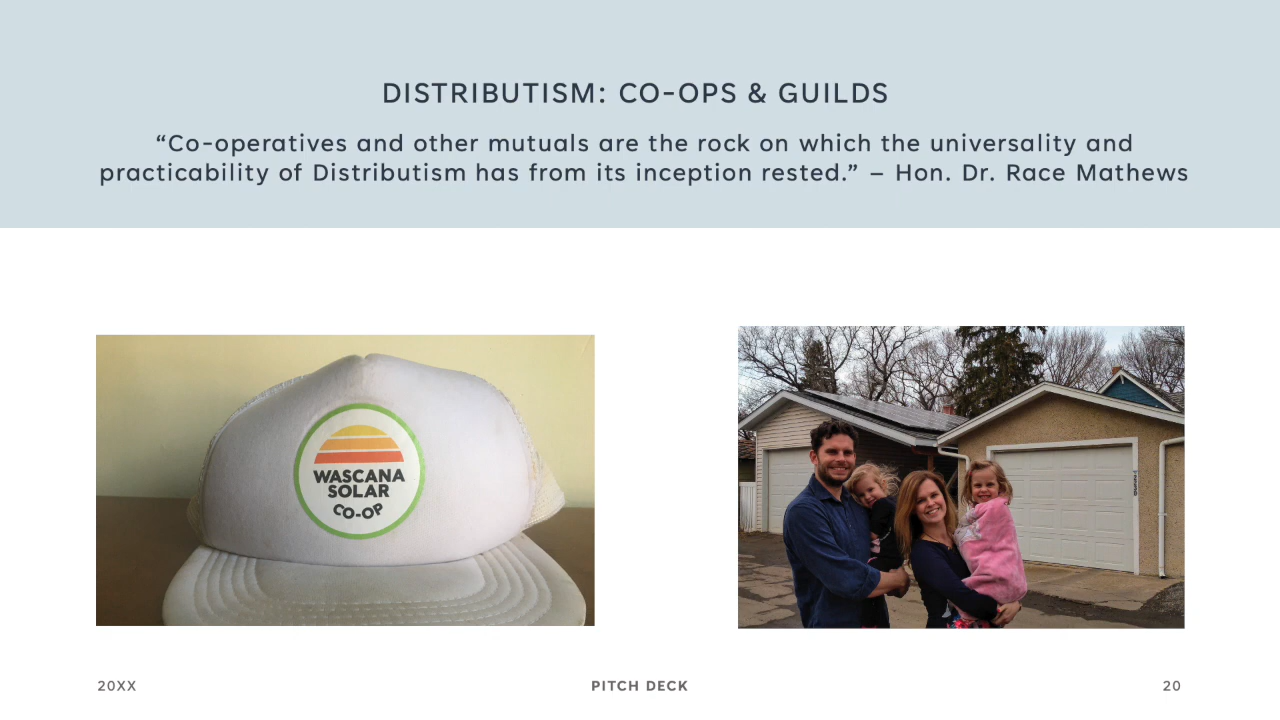 DISTRIBUTISM: CO-OPS & GUILDS
“Co-operatives and other mutuals are the rock on which the universality and
practicability of Distributism has from its inception rested.” – Hon. Dr. Race Mathews
WASCANA
SOLAR
CO-OP
20XX
PITCH DECK
20